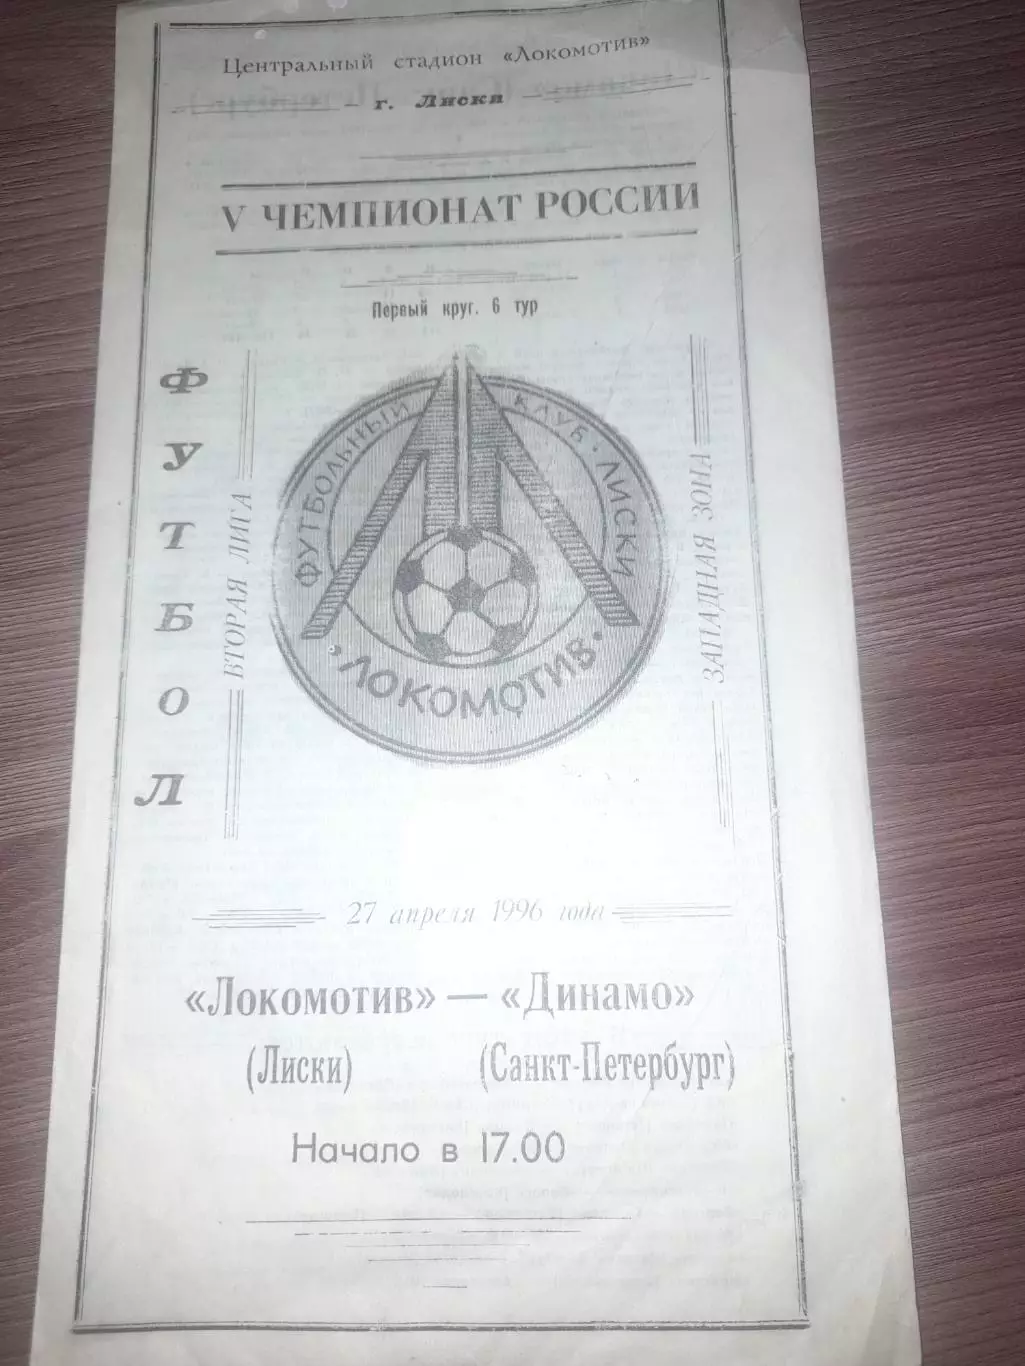 Центральный стадион «Локомотив»
г. Лиски
V ЧЕМПИОНАТ РОССИИ
Первый круг. 6 тур
ФУТБОЛ
ВТОРАЯ ЛИГА
ФУТБОЛЬНЫЙ КЛУБ · ЛИСКИ
· ЛОКОМОТИВ ·
ЗАПАДНАЯ ЗОНА
27 апреля 1996 года
«Локомотив» — «Динамо»
(Лиски) (Санкт-Петербург)
Начало в 17.00